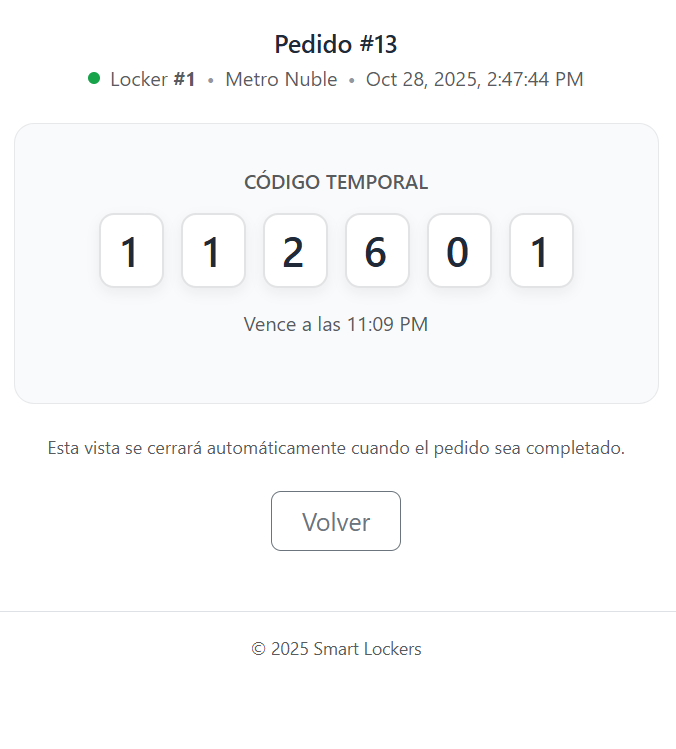 Pedido #13
Locker #1 • Metro Nuble • Oct 28, 2025, 2:47:44 PM
CÓDIGO TEMPORAL
1 1 2 6 0 1
Vence a las 11:09 PM
Esta vista se cerrará automáticamente cuando el pedido sea completado.
Volver
© 2025 Smart Lockers